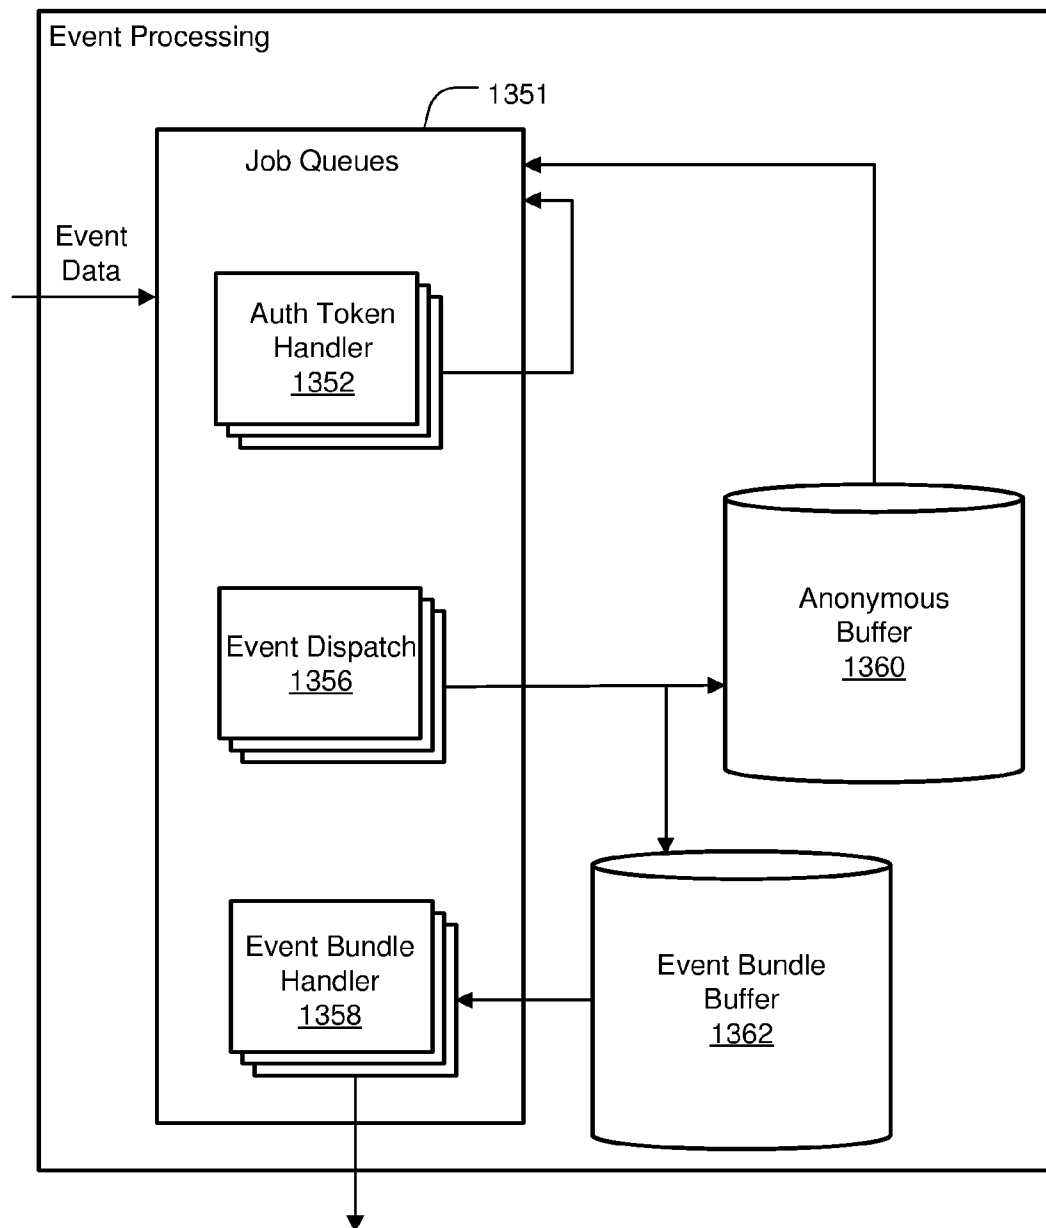 Event Processing
1351
Job Queues
Event
Data
Auth Token
Handler
1352
Event Dispatch
1356
Anonymous
Buffer
1360
Event Bundle
Handler
1358
Event Bundle
Buffer
1362